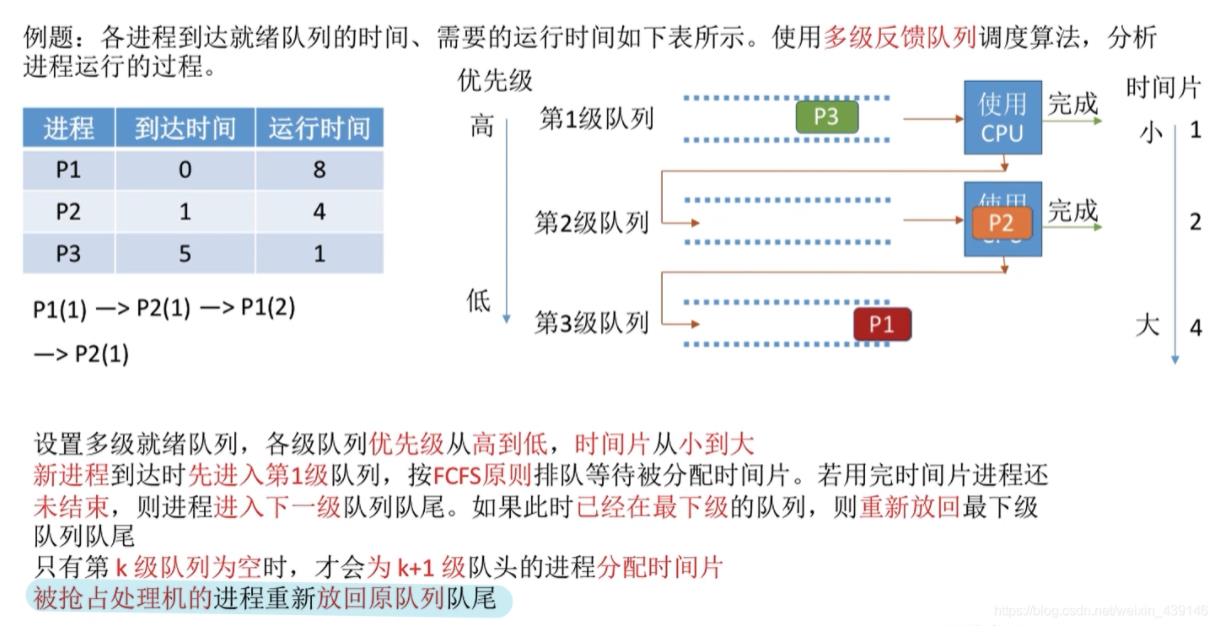 例题：各进程到达就绪队列的时间、需要的运行时间如下表所示。使用多级反馈队列调度算法，分析
进程运行的过程。
进程 到达时间 运行时间
P1 0 8
P2 1 4
P3 5 1
P1(1) —> P2(1) —> P1(2)
—> P2(1)
优先级
高
低
第1级队列
P3
使用
CPU
完成
第2级队列
使用
P2
CPU
完成
第3级队列
P1
时间片
小 1
2
大 4
设置多级就绪队列，各级队列优先级从高到低，时间片从小到大
新进程到达时先进入第1级队列，按FCFS原则排队等待被分配时间片。若用完时间片进程还
未结束，则进程进入下一级队列队尾。如果此时已经在最下级的队列，则重新放回最下级
队列队尾
只有第 k 级队列为空时，才会为 k+1 级队头的进程分配时间片
被抢占处理机的进程重新放回原队列队尾
https://blog.csdn.net/weixin_439146